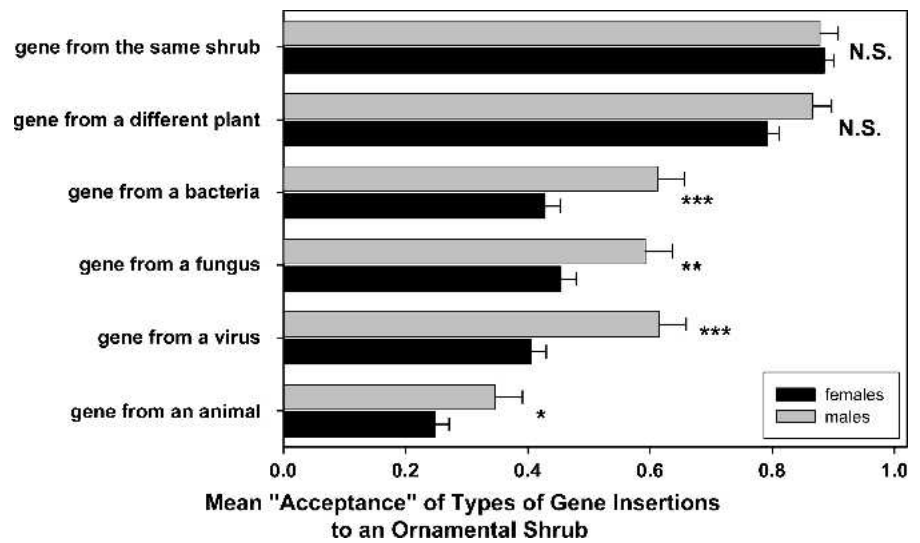 gene from the same shrub
N.S.
gene from a different plant
N.S.
gene from a bacteria
***
gene from a fungus
**
gene from a virus
***
gene from an animal
*
females
males
0.0 0.2 0.4 0.6 0.8 1.0
Mean "Acceptance" of Types of Gene Insertions
to an Ornamental Shrub